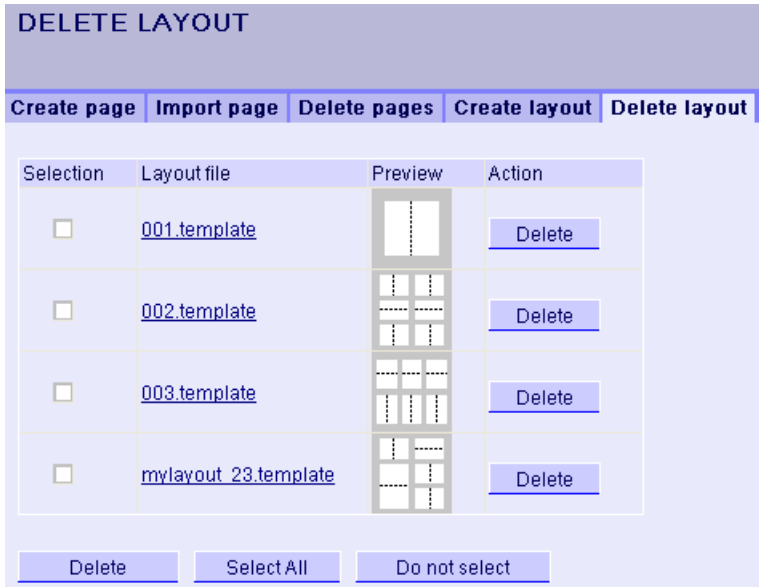 DELETE LAYOUT
Create page Import page Delete pages Create layout Delete layout
Selection Layout file Preview Action
001.template Delete
002.template Delete
003.template Delete
mylayout_23.template Delete
Delete Select All Do not select